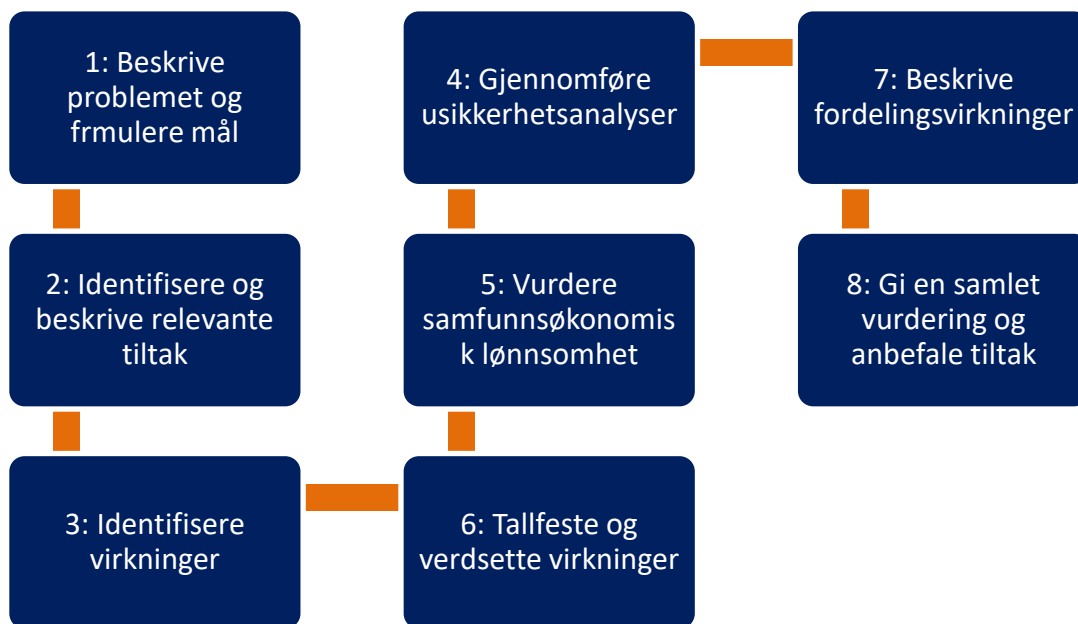 1: Beskrive
problemet og
frmulere mål
2: Identifisere og
beskrive relevante
tiltak
3: Identifisere
virkninger
4: Gjennomføre
usikkerhetsanalyser
5: Vurdere
samfunnsøkonomis
k lønnsomhet
6: Tallfeste og
verdsette virkninger
7: Beskrive
fordelingsvirkninger
8: Gi en samlet
vurdering og
anbefale tiltak